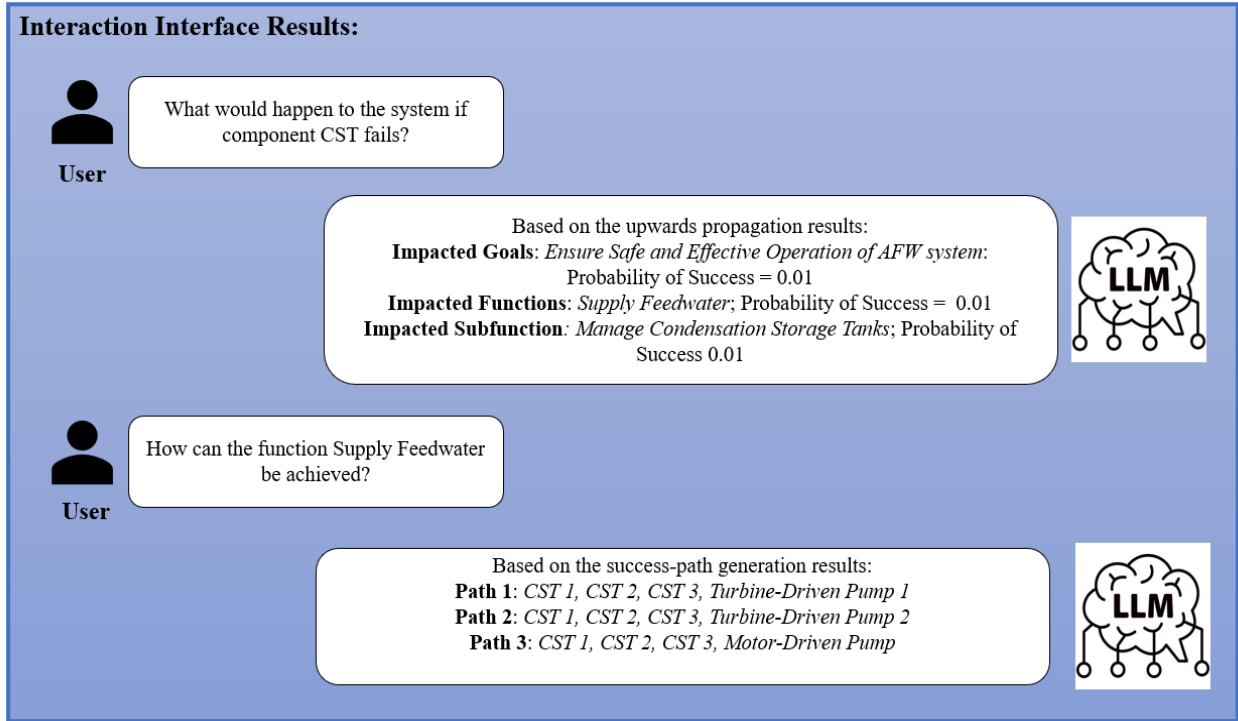 Interaction Interface Results:
What would happen to the system if
component CST fails?
User
Based on the upwards propagation results:
Impacted Goals: Ensure Safe and Effective Operation of AFW system:
Probability of Success = 0.01
Impacted Functions: Supply Feedwater; Probability of Success = 0.01
Impacted Subfunction: Manage Condensation Storage Tanks; Probability of
Success 0.01
LLM
How can the function Supply Feedwater
be achieved?
User
Based on the success-path generation results:
Path 1: CST 1, CST 2, CST 3, Turbine-Driven Pump 1
Path 2: CST 1, CST 2, CST 3, Turbine-Driven Pump 2
Path 3: CST 1, CST 2, CST 3, Motor-Driven Pump
LLM